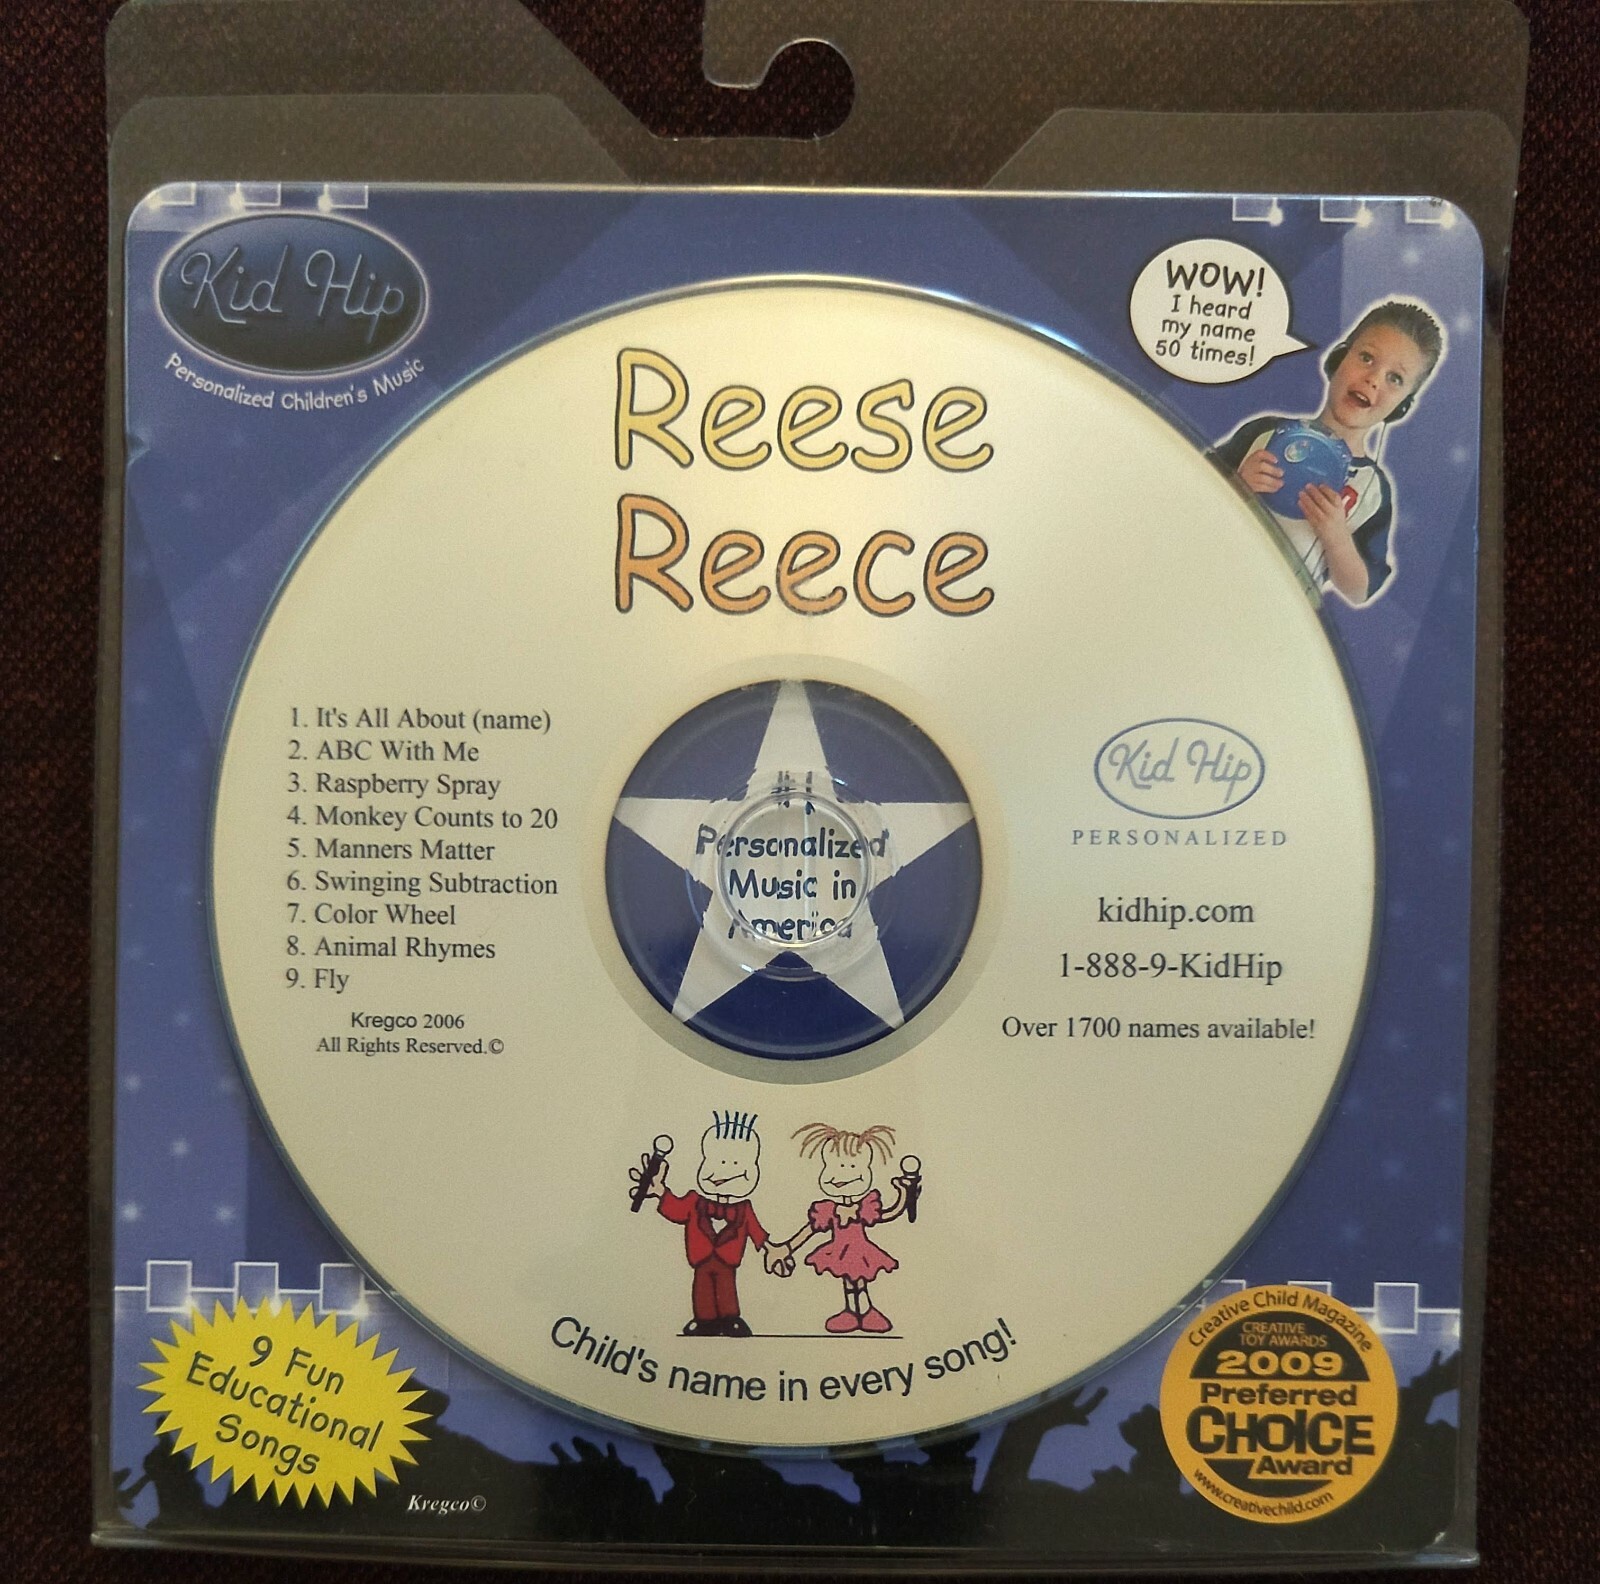 Kid Hip
Personalized Children's Music
WOW!
I heard
my name
50 times!
Reese
Reece
1. It's All About (name)
2. ABC With Me
3. Raspberry Spray
4. Monkey Counts to 20
5. Manners Matter
6. Swinging Subtraction
7. Color Wheel
8. Animal Rhymes
9. Fly
Kregco 2006
All Rights Reserved.©
#1
Personalized
Music in
America
Kid Hip
PERSONALIZED
kidhip.com
1-888-9-KidHip
Over 1700 names available!
Child's name in every song!
9 Fun
Educational
Songs
Kregco©
Creative Child Magazine
CREATIVE
TOY AWARDS
2009
Preferred
CHOICE
Award
www.creativechild.com